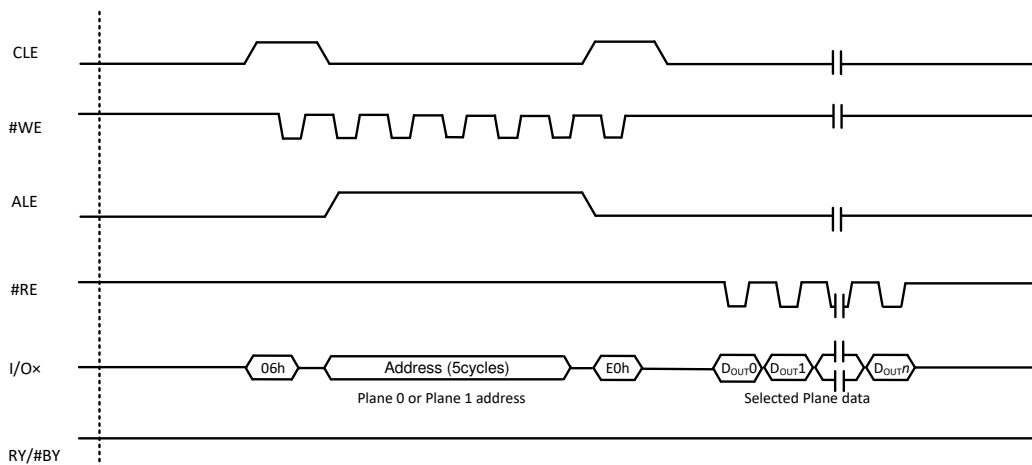 CLE
#WE
ALE
#RE
I/O×
06h
Address (5cycles)
E0h
DOUT0
DOUT1
DOUTn
Plane 0 or Plane 1 address
Selected Plane data
RY/#BY